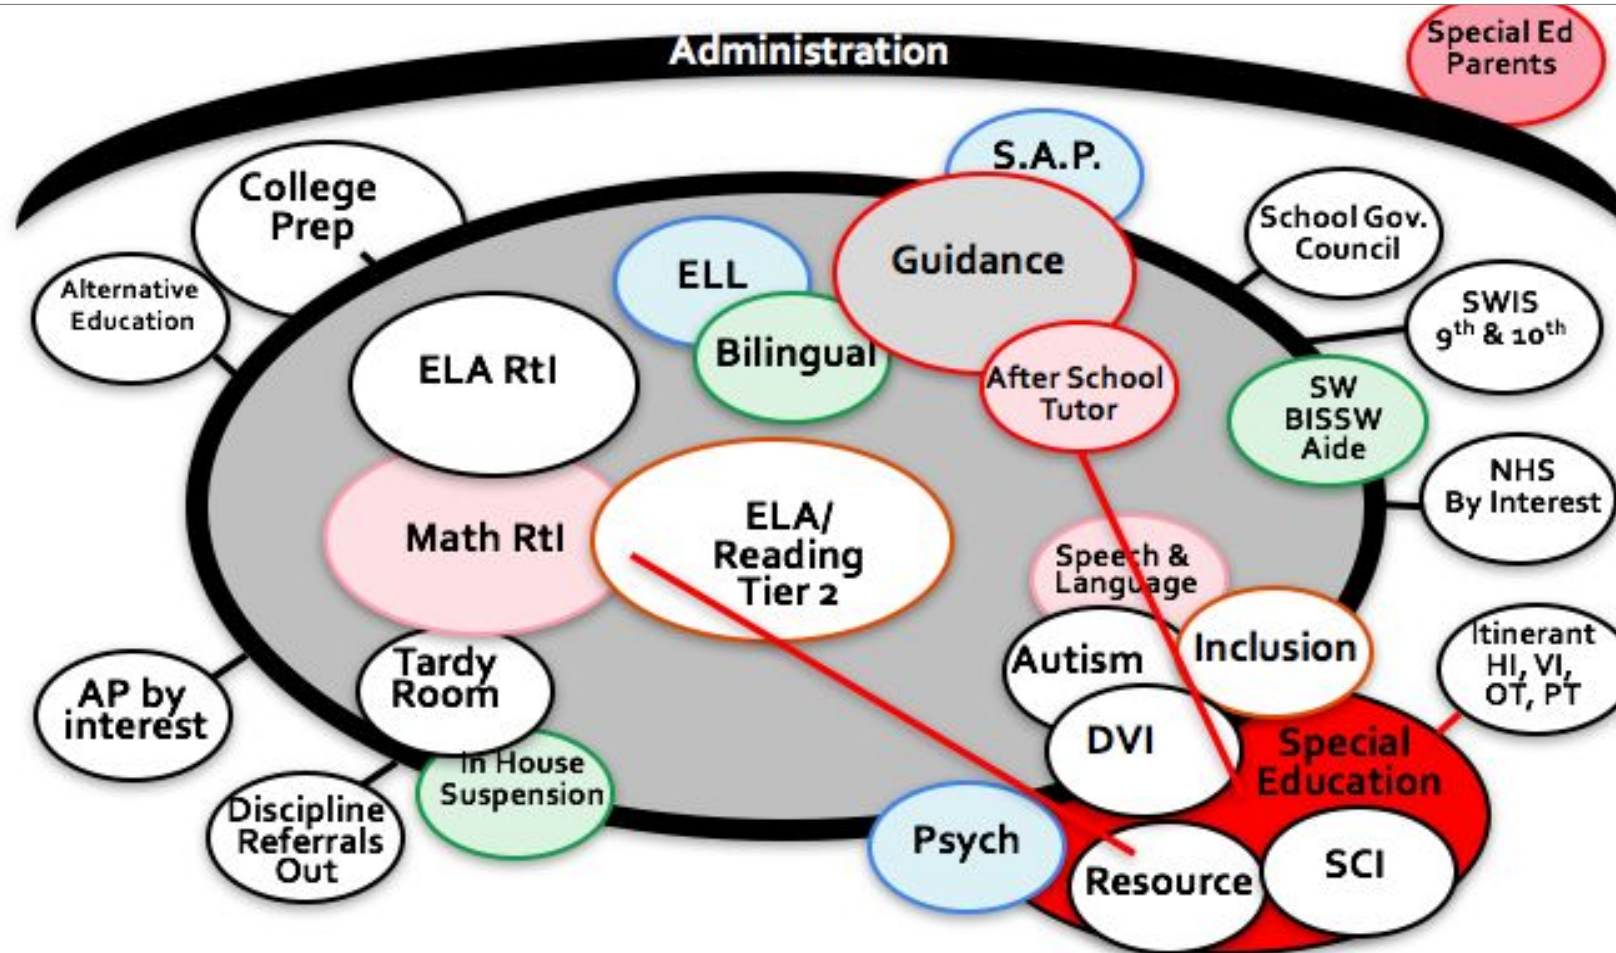 Administration
Special Ed
Parents
College
Prep
S.A.P.
School Gov.
Council
Alternative
Education
ELL
Guidance
SWIS
9th & 10th
ELA RtI
Bilingual
After School
Tutor
SW
BISSW
Aide
NHS
By Interest
Math RtI
ELA/
Reading
Tier 2
Speech &
Language
Autism
Inclusion
Itinerant
HI, VI,
OT, PT
Tardy
Room
AP by
interest
DVI
Special
Education
In House
Suspension
Discipline
Referrals
Out
Psych
Resource
SCI